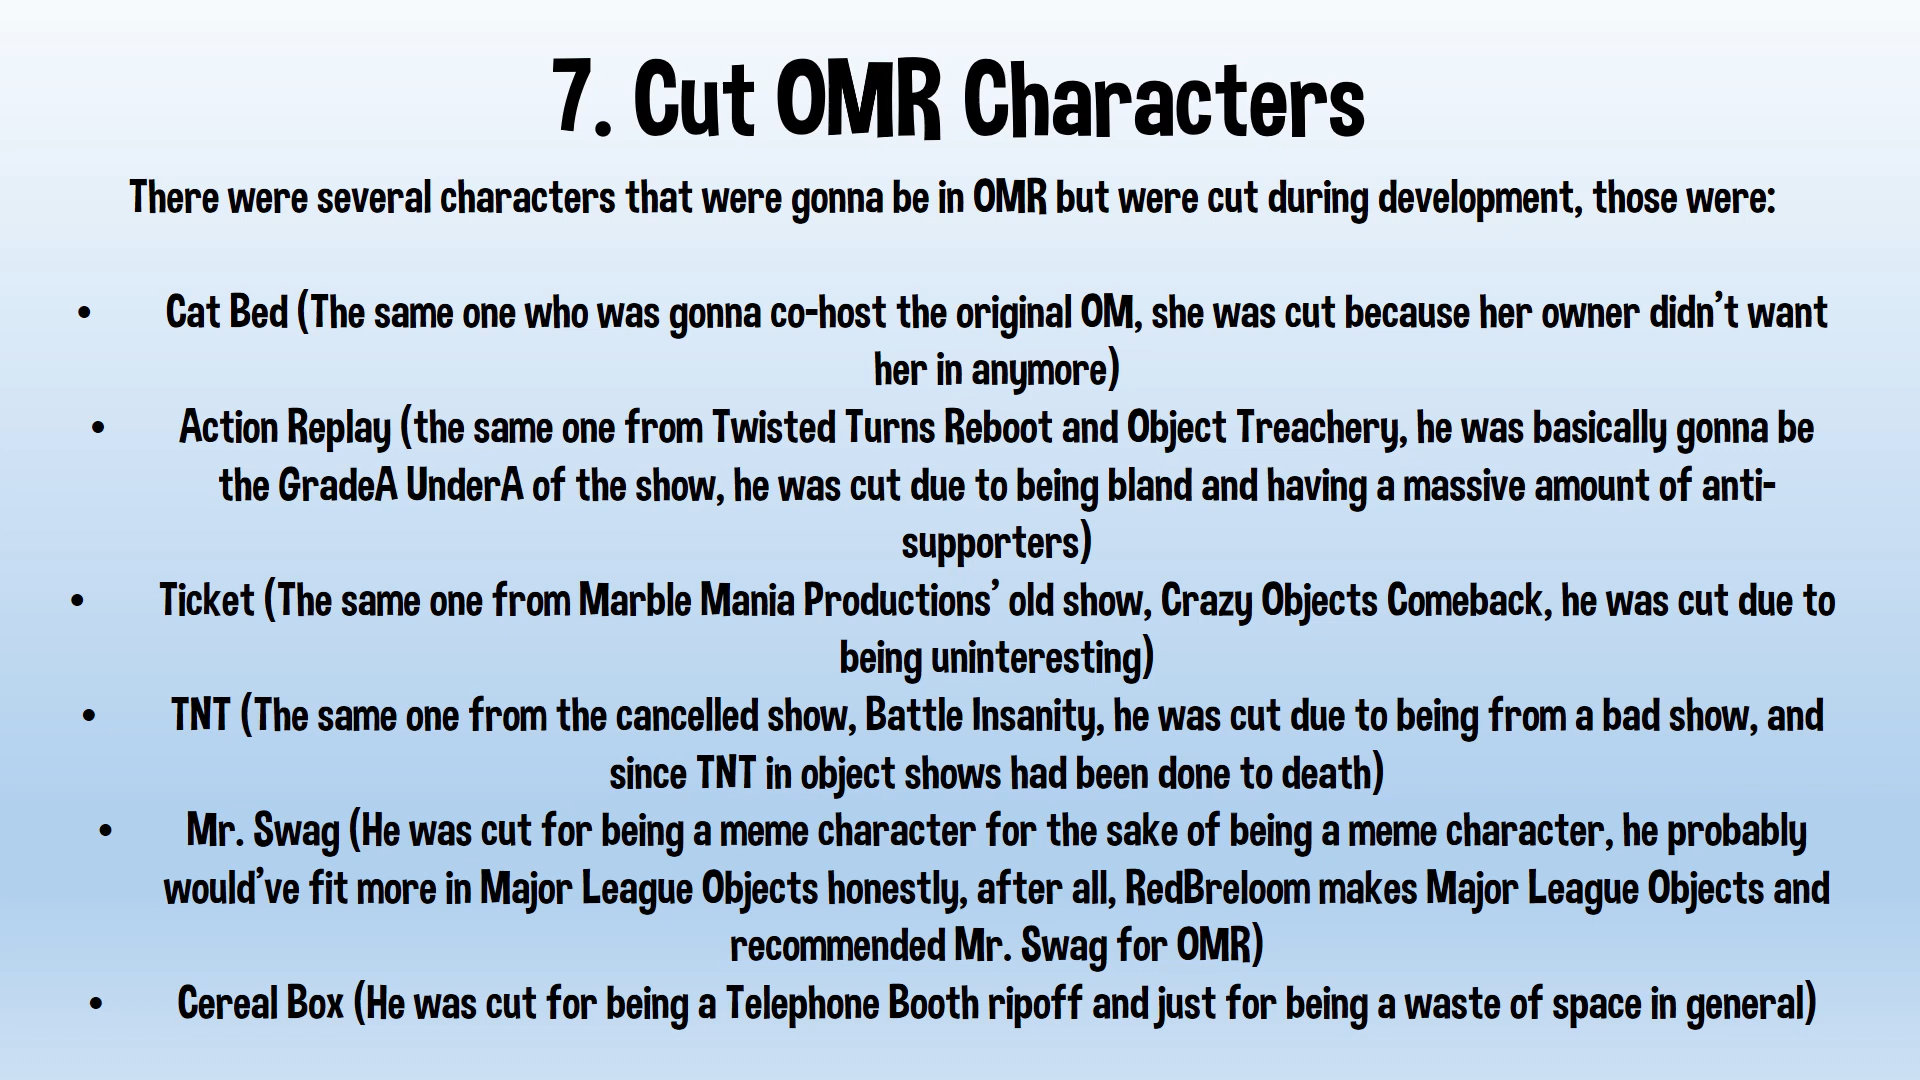 7. Cut OMR Characters
There were several characters that were gonna be in OMR but were cut during development, those were:
• Cat Bed (The same one who was gonna co-host the original OM, she was cut because her owner didn’t want
her in anymore)
• Action Replay (the same one from Twisted Turns Reboot and Object Treachery, he was basically gonna be
the GradeA UnderA of the show, he was cut due to being bland and having a massive amount of anti-
supporters)
• Ticket (The same one from Marble Mania Productions’ old show, Crazy Objects Comeback, he was cut due to
being uninteresting)
• TNT (The same one from the cancelled show, Battle Insanity, he was cut due to being from a bad show, and
since TNT in object shows had been done to death)
• Mr. Swag (He was cut for being a meme character for the sake of being a meme character, he probably
would’ve fit more in Major League Objects honestly, after all, RedBreloom makes Major League Objects and
recommended Mr. Swag for OMR)
• Cereal Box (He was cut for being a Telephone Booth ripoff and just for being a waste of space in general)